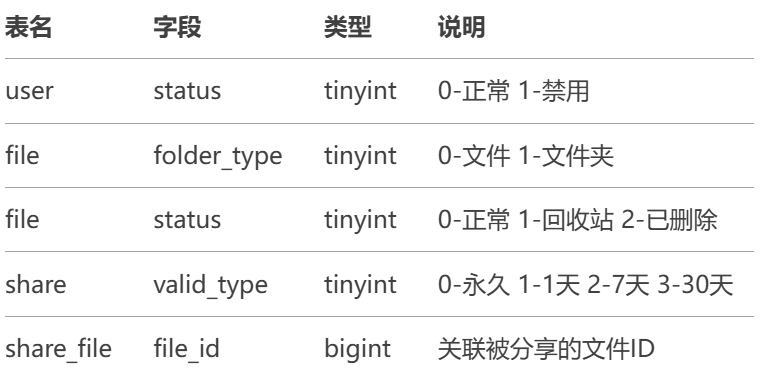 表名 字段 类型 说明
user status tinyint 0-正常 1-禁用
file folder_type tinyint 0-文件 1-文件夹
file status tinyint 0-正常 1-回收站 2-已删除
share valid_type tinyint 0-永久 1-1天 2-7天 3-30天
share_file file_id bigint 关联被分享的文件ID